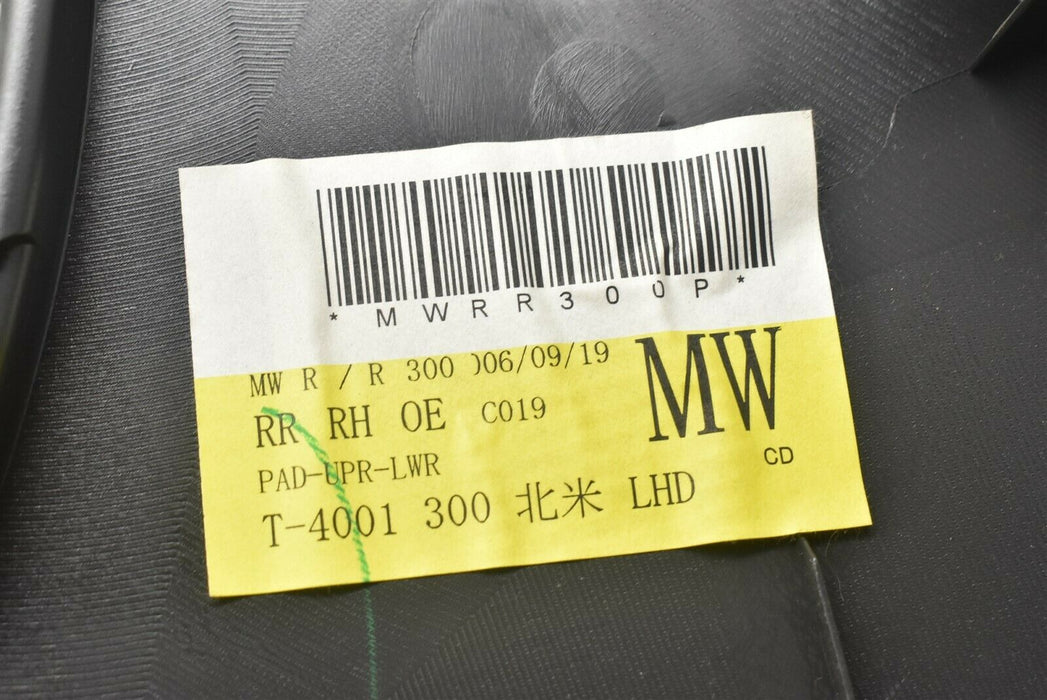 *MWRR300P*
MW R / R 300 006/09/19
RR RH OE C019
MW
PAD-UPR-LWR
CD
T-4001 300 北米 LHD